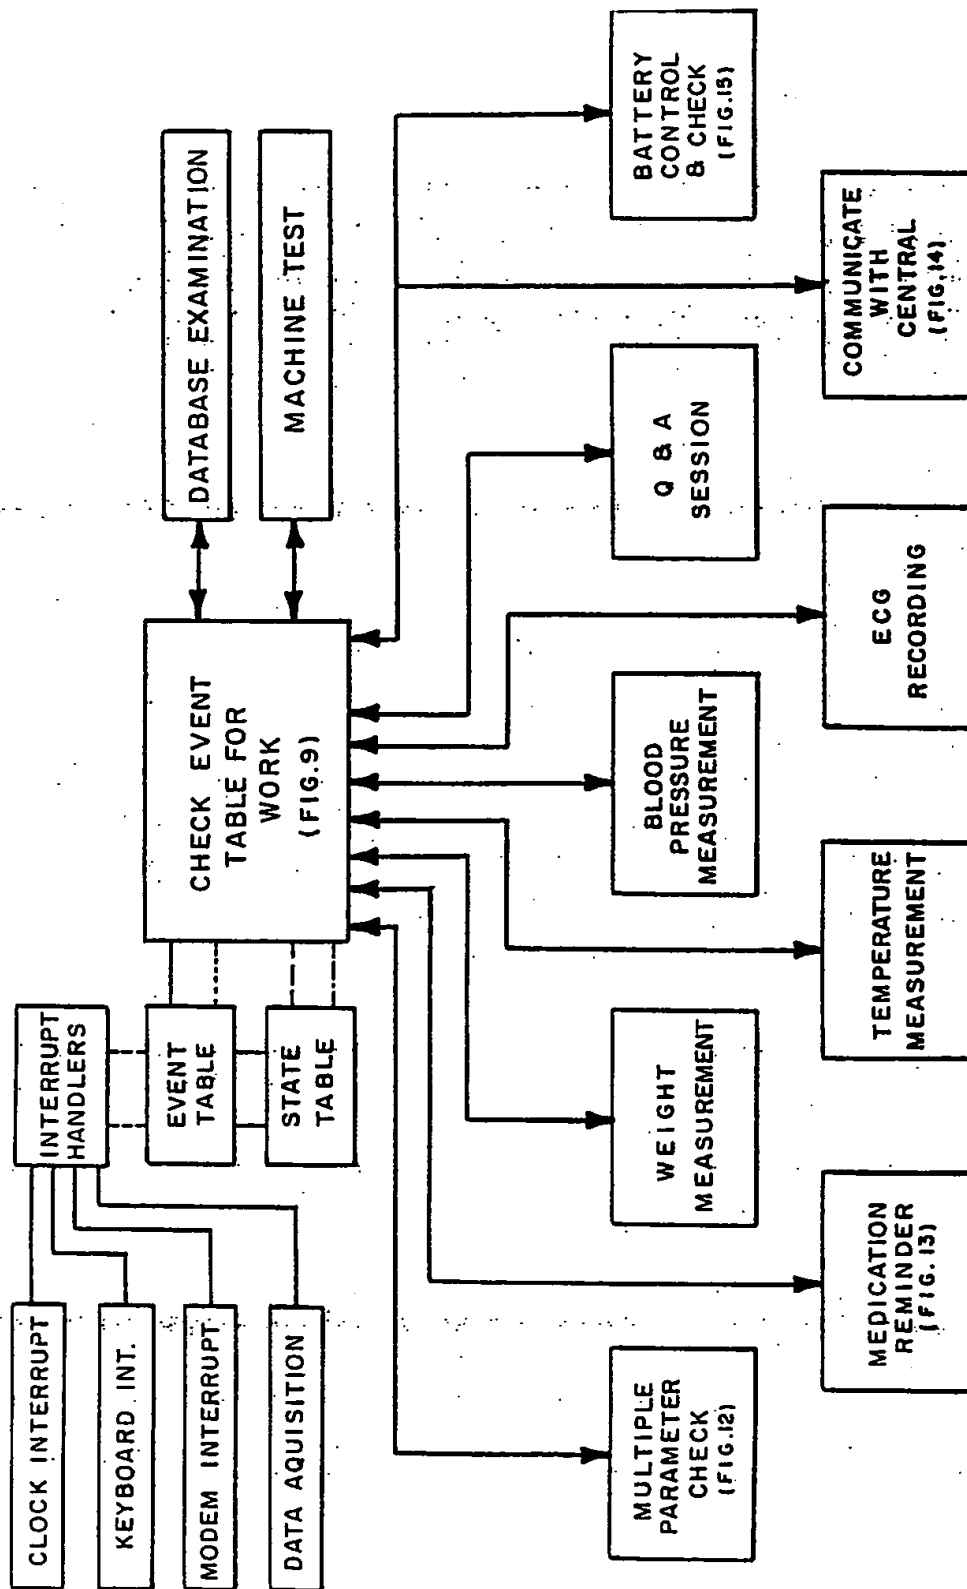 CLOCK INTERRUPT
KEYBOARD INT.
MODEM INTERRUPT
DATA AQUISITION
INTERRUPT
HANDLERS
EVENT
TABLE
STATE
TABLE
CHECK EVENT
TABLE FOR
WORK
(FIG.9)
DATABASE EXAMINATION
MACHINE TEST
MULTIPLE
PARAMETER
CHECK
(FIG.12)
WEIGHT
MEASUREMENT
BLOOD
PRESSURE
MEASUREMENT
Q & A
SESSION
BATTERY
CONTROL
& CHECK
(FIG.15)
MEDICATION
REMINDER
(FIG.13)
TEMPERATURE
MEASUREMENT
ECG
RECORDING
COMMUNICATE
WITH
CENTRAL
(FIG.14)